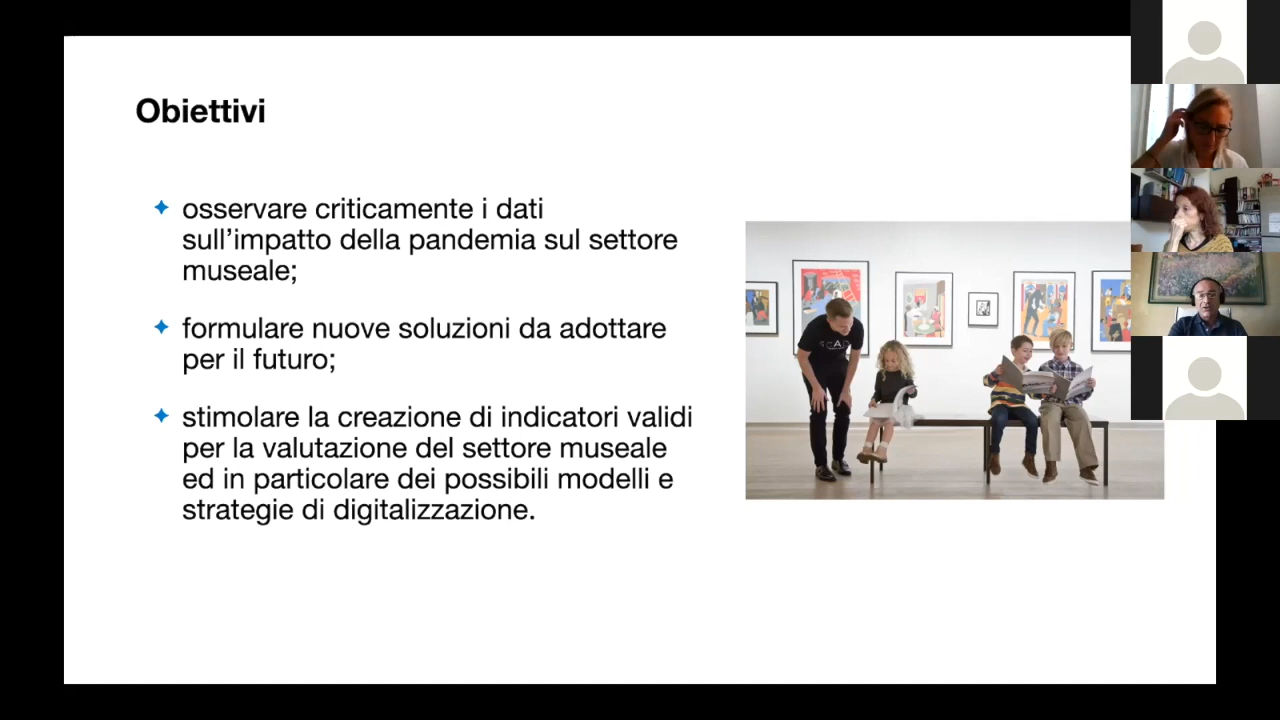 Obiettivi
osservare criticamente i dati
sull’impatto della pandemia sul settore
museale;
formulare nuove soluzioni da adottare
per il futuro;
stimolare la creazione di indicatori validi
per la valutazione del settore museale
ed in particolare dei possibili modelli e
strategie di digitalizzazione.
SCAD